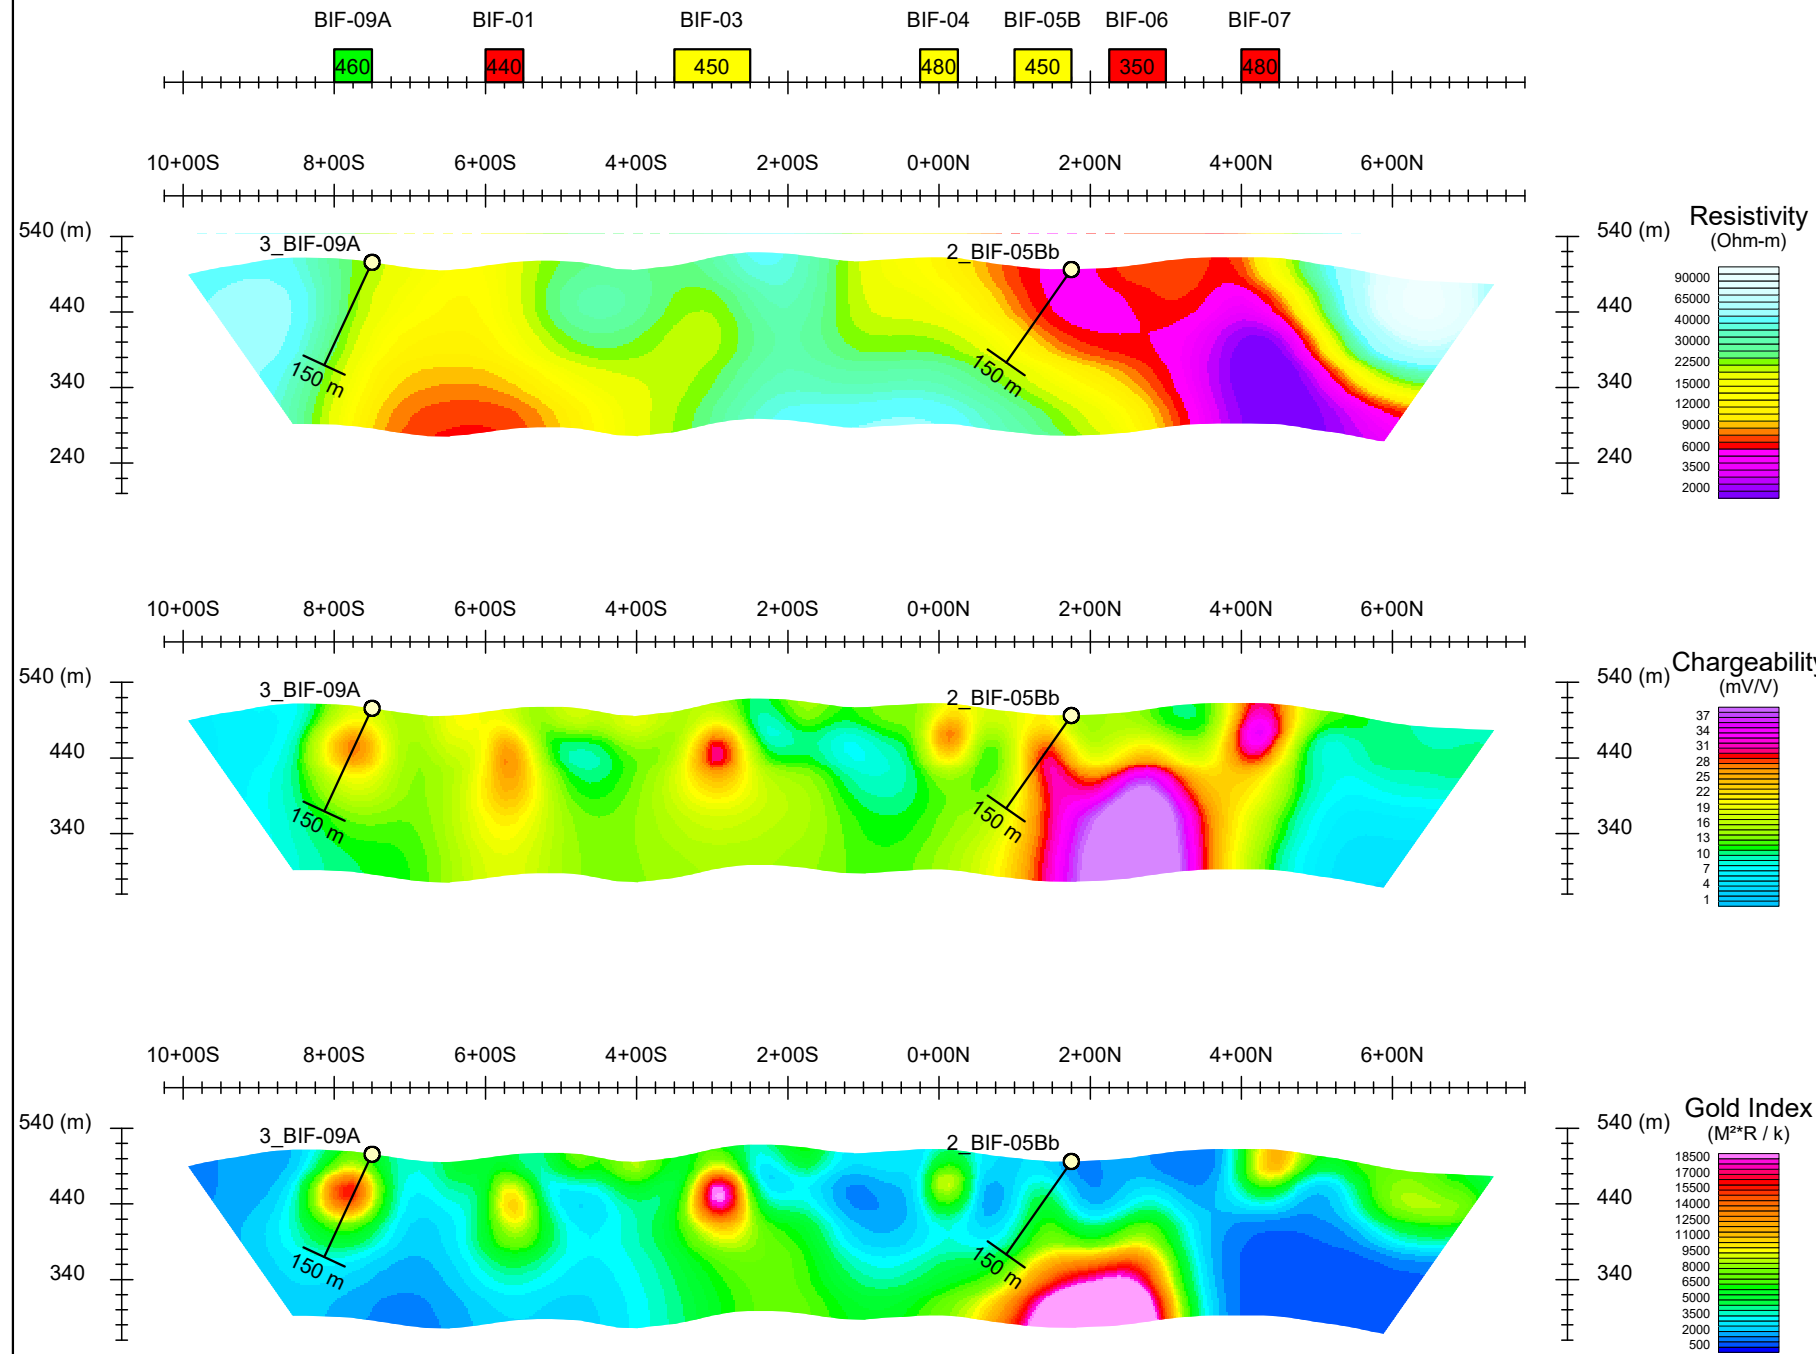 BIF-09A BIF-01 BIF-03 BIF-04 BIF-05B BIF-06 BIF-07
460 440 450 480 450 350 480
10+00S 8+00S 6+00S 4+00S 2+00S 0+00N 2+00N 4+00N 6+00N
540 (m) 540 (m)
440 440
340 340
240 240
3_BIF-09A 2_BIF-05Bb
150 m 150 m
Resistivity
(Ohm-m)
90000
65000
40000
30000
22500
15000
12000
9000
6000
3500
2000
10+00S 8+00S 6+00S 4+00S 2+00S 0+00N 2+00N 4+00N 6+00N
540 (m) 540 (m)
440 440
340 340
3_BIF-09A 2_BIF-05Bb
150 m 150 m
Chargeability
(mV/V)
37
34
31
28
25
22
19
16
13
10
7
4
1
10+00S 8+00S 6+00S 4+00S 2+00S 0+00N 2+00N 4+00N 6+00N
540 (m) 540 (m)
440 440
340 340
3_BIF-09A 2_BIF-05Bb
150 m 150 m
Gold Index
(M²*R / k)
18500
17000
15500
14000
12500
11000
9500
8000
6500
5000
3500
2000
500